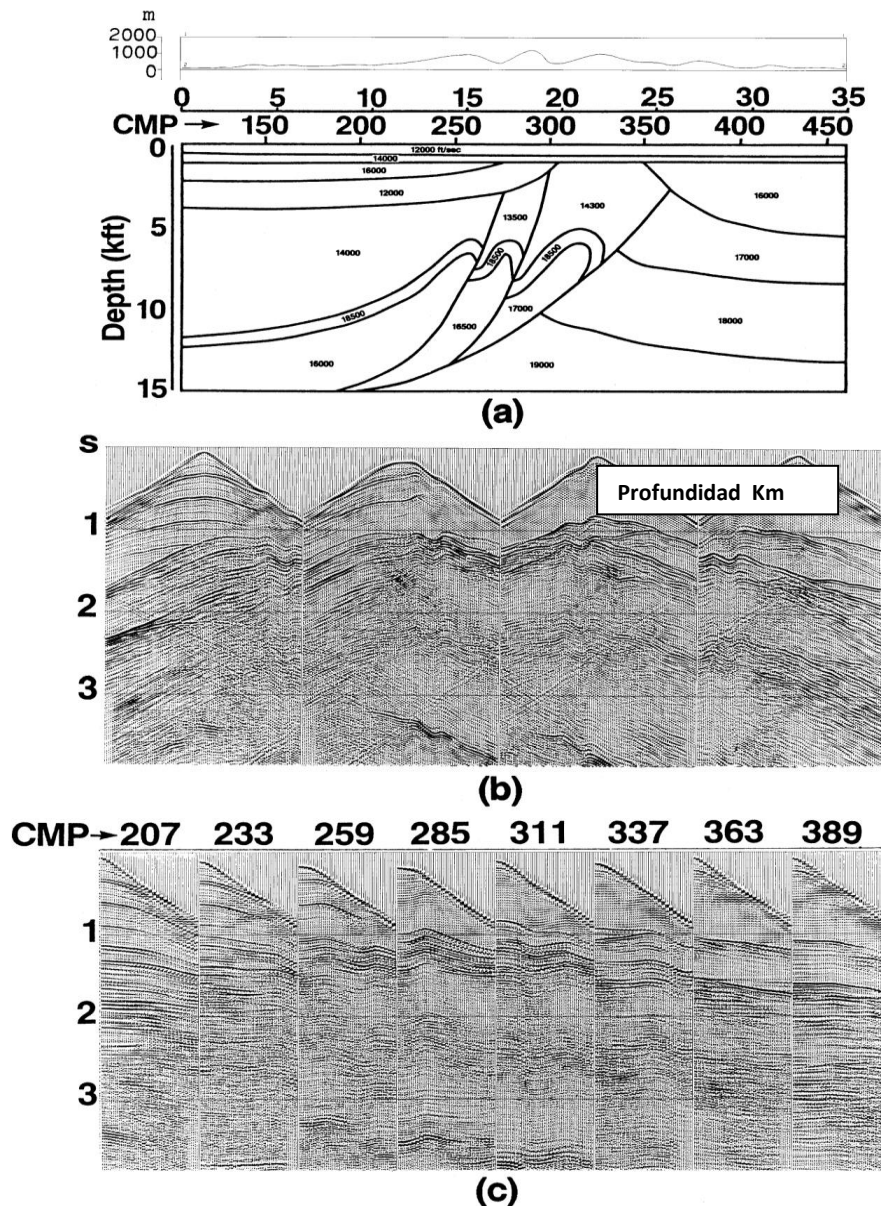 m
2000
1000
0
0 5 10 15 20 25 30 35
CMP → 150 200 250 300 350 400 450
0
12000 ft/sec
14000
16000
12000
16000
5
13500
14300
14000
17000
18500
18500
Depth (kft)
10
18500
17000
18000
16500
16000
19000
15
(a)
s
Profundidad Km
1
2
3
(b)
CMP→ 207 233 259 285 311 337 363 389
1
2
3
(c)